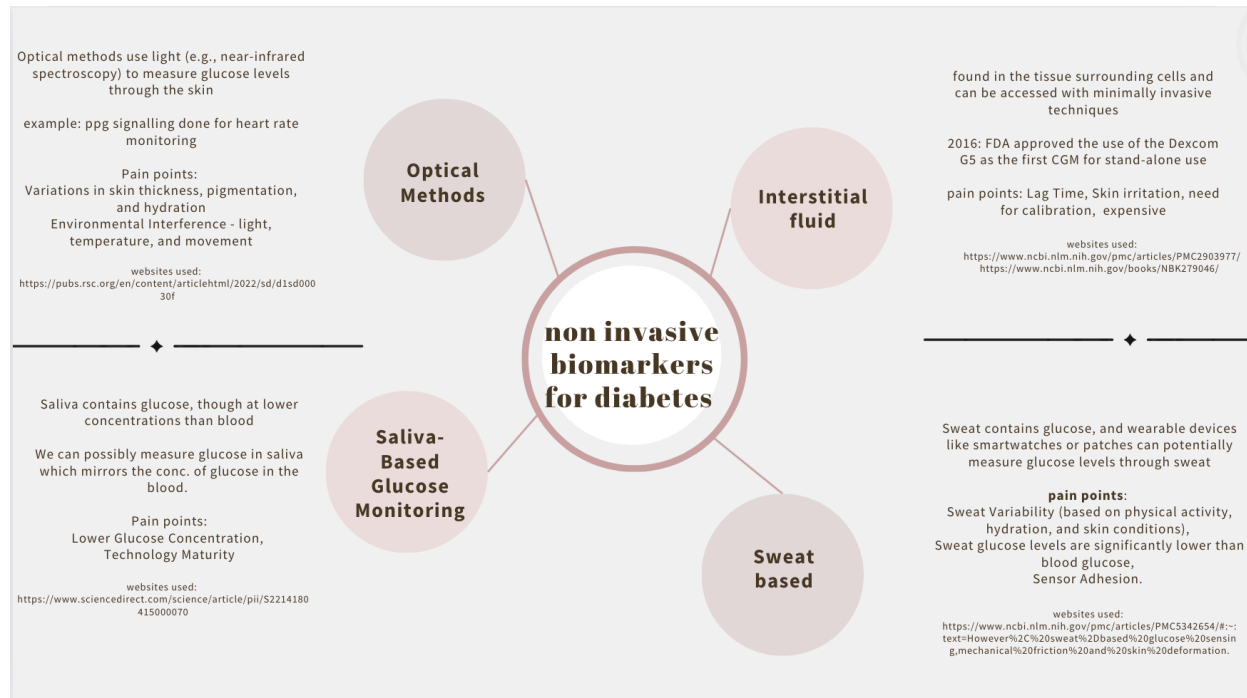 Optical methods use light (e.g., near-infrared
spectroscopy) to measure glucose levels
through the skin
example: ppg signalling done for heart rate
monitoring
Pain points:
Variations in skin thickness, pigmentation,
and hydration
Environmental Interference - light,
temperature, and movement
websites used:
https://pubs.rsc.org/en/content/articlehtml/2022/sd/d1sd000
30f
Optical
Methods
Interstitial
fluid
found in the tissue surrounding cells and
can be accessed with minimally invasive
techniques
2016: FDA approved the use of the Dexcom
G5 as the first CGM for stand-alone use
pain points: Lag Time, Skin irritation, need
for calibration, expensive
websites used:
https://www.ncbi.nlm.nih.gov/pmc/articles/PMC2903977/
https://www.ncbi.nlm.nih.gov/books/NBK279046/
non invasive
biomarkers
for diabetes
Saliva contains glucose, though at lower
concentrations than blood
We can possibly measure glucose in saliva
which mirrors the conc. of glucose in the
blood.
Pain points:
Lower Glucose Concentration,
Technology Maturity
websites used:
https://www.sciencedirect.com/science/article/pii/S2214180
415000070
Saliva-
Based
Glucose
Monitoring
Sweat
based
Sweat contains glucose, and wearable devices
like smartwatches or patches can potentially
measure glucose levels through sweat
pain points:
Sweat Variability (based on physical activity,
hydration, and skin conditions),
Sweat glucose levels are significantly lower than
blood glucose,
Sensor Adhesion.
websites used:
https://www.ncbi.nlm.nih.gov/pmc/articles/PMC5342654/#:~:
text=However%2C%20sweat%2Dbased%20glucose%20sensin
g,mechanical%20friction%20and%20skin%20deformation.